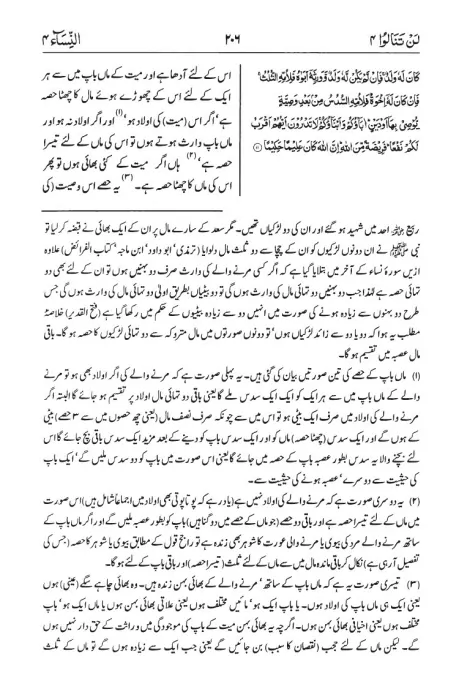 لَنْ تَنَالُوا ۴
۲۰۶
النِّسَآء ۴
كَانَ لَهٗ وَلَدٌ ۚ فَاِنْ لَّمْ يَكُنْ لَّهٗ وَلَدٌ وَّوَرِثَهٗٓ اَبَوٰهُ فَلِاُمِّهِ الثُّلُثُ ۚ
فَاِنْ كَانَ لَهٗٓ اِخْوَةٌ فَلِاُمِّهِ السُّدُسُ مِنْۢ بَعْدِ وَصِيَّةٍ
يُّوْصِيْ بِهَآ اَوْ دَيْنٍ ۭ اٰبَآؤُكُمْ وَاَبْنَآؤُكُمْ لَا تَدْرُوْنَ اَيُّهُمْ اَقْرَبُ
لَكُمْ نَفْعًا ۭ فَرِيْضَةً مِّنَ اللّٰهِ ۭ اِنَّ اللّٰهَ كَانَ عَلِيْمًا حَكِيْمًا ۝۱۱
اس کے لئے آدھا ہے اور میت کے ماں باپ میں سے ہر
ایک کے لئے اس کے چھوڑے ہوئے مال کا چھٹا حصہ
ہے، اگر اس (میت) کی اولاد ہو، (۱) اور اگر اولاد نہ ہو اور
ماں باپ وارث ہوتے ہوں تو اس کی ماں کے لئے تیسرا
حصہ ہے، (۲) ہاں اگر میت کے کئی بھائی ہوں تو پھر
اس کی ماں کا چھٹا حصہ ہے۔ (۳) یہ حصے اس وصیت (کی
ربیع رضی اللہ عنہ احد میں شہید ہو گئے اور ان کی دو لڑکیاں تھیں۔ مگر سعد کے سارے مال پر ان کے ایک بھائی نے قبضہ کر لیا تو
نبی صلی اللہ علیہ وسلم نے ان دونوں لڑکیوں کو ان کے چچا سے دو ثلث مال دلوایا (ترمذی، ابو داود، ابن ماجہ، کتاب الفرائض) علاوہ
ازیں سورۂ نساء کے آخر میں بتلایا گیا ہے کہ اگر کسی مرنے والے کی وارث صرف دو بہنیں ہوں تو ان کے لئے بھی دو
تہائی حصہ ہے لہٰذا جب دو بہنیں دو تہائی مال کی وارث ہوں گی تو دو بیٹیاں بطریق اولیٰ دو تہائی مال کی وارث ہوں گی جس
طرح دو بہنوں سے زیادہ ہونے کی صورت میں انہیں دو سے زیادہ بیٹیوں کے حکم میں رکھا گیا ہے (فتح القدیر) خلاصۂ
مطلب یہ ہوا کہ دو یا دو سے زائد لڑکیاں ہوں، تو دونوں صورتوں میں مال متروکہ سے دو تہائی لڑکیوں کا حصہ ہو گا۔ باقی
مال عصبہ میں تقسیم ہو گا۔
(۱) ماں باپ کے حصے کی تین صورتیں بیان کی گئی ہیں۔ یہ پہلی صورت ہے کہ مرنے والے کی اگر اولاد بھی ہو تو مرنے
والے کے ماں باپ میں سے ہر ایک کو ایک ایک سدس ملے گا یعنی باقی دو تہائی مال اولاد پر تقسیم ہو جائے گا البتہ اگر
مرنے والے کی اولاد میں صرف ایک بیٹی ہو تو اس میں سے چونکہ صرف نصف مال (یعنی چھ حصوں میں سے ۳ حصے) بیٹی
کے ہوں گے اور ایک سدس (چھٹا حصہ) ماں کو اور ایک سدس باپ کو دینے کے بعد مزید ایک سدس باقی بچ جائے گا اس
لئے بچنے والا یہ سدس بطور عصبہ باپ کے حصہ میں جائے گا یعنی اس صورت میں باپ کو دو سدس ملیں گے، ایک باپ
کی حیثیت سے دوسرے، عصبہ ہونے کی حیثیت سے۔
(۲) یہ دوسری صورت ہے کہ مرنے والے کی اولاد نہیں ہے (یاد رہے کہ پوتا پوتی بھی اولاد میں اجماعا شامل ہیں) اس صورت
میں ماں کے لئے تیسرا حصہ ہے اور باقی دو حصے (جو ماں کے حصے میں دوگنا ہیں) باپ کو بطور عصبہ ملیں گے اور اگر ماں باپ کے
ساتھ مرنے والے مرد کی بیوی یا مرنے والی عورت کا شوہر بھی زندہ ہے تو راجح قول کے مطابق بیوی یا شوہر کا حصہ (جس کی
تفصیل آ رہی ہے) نکال کر باقی ماندہ مال میں سے ماں کے لئے ثلث (تیسرا حصہ) اور باقی باپ کے لئے ہو گا۔
(۳) تیسری صورت یہ ہے کہ ماں باپ کے ساتھ، مرنے والے کے بھائی بہن زندہ ہیں۔ وہ بھائی چاہے سگے (عینی) ہوں
یعنی ایک ہی ماں باپ کی اولاد ہوں۔ یا باپ ایک ہو، مائیں مختلف ہوں یعنی علاتی بھائی بہن ہوں یا ماں ایک ہو، باپ
مختلف ہوں یعنی اخیافی بھائی بہن ہوں۔ اگرچہ یہ بھائی بہن میت کے باپ کی موجودگی میں وراثت کے حق دار نہیں ہوں
گے۔ لیکن ماں کے لئے حجب (نقصان کا سبب) بن جائیں گے یعنی جب ایک سے زیادہ ہوں گے تو ماں کے ثلث